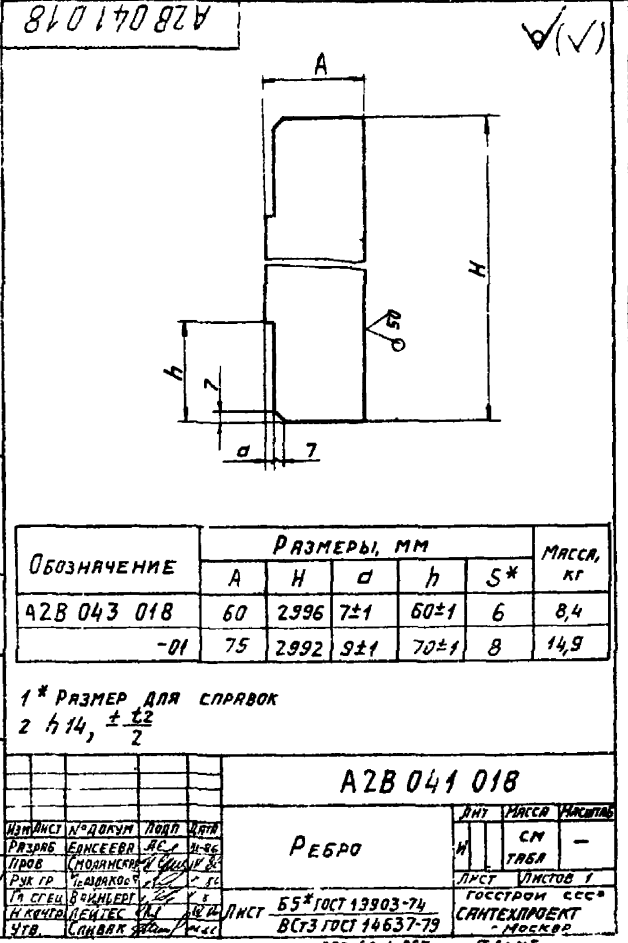 А2В 041 018
А
Н
50
h
7
d
7
Обозначение
Размеры, мм
Масса, кг
А
Н
d
h
S*
А2В 043 018 60 2996 7±1 60±1 6 8,4
-01 75 2992 9±1 70±1 8 14,9
1 * Размер для справок
2 h14, ± t2/2
А2В 041 018
Ребро
Лит Масса Масштаб
И
см
табл
—
Лист Листов 1
Изм Лист № докум Подп Дата
Разраб Елисеева
Пров
Рук гр
Гл спец
Н контр Лейтес
Утв Спивак
Лист Б5* ГОСТ 19903-74
ВСт3 ГОСТ 14637-79
Госстрой СССР
Сантехпроект
Москва